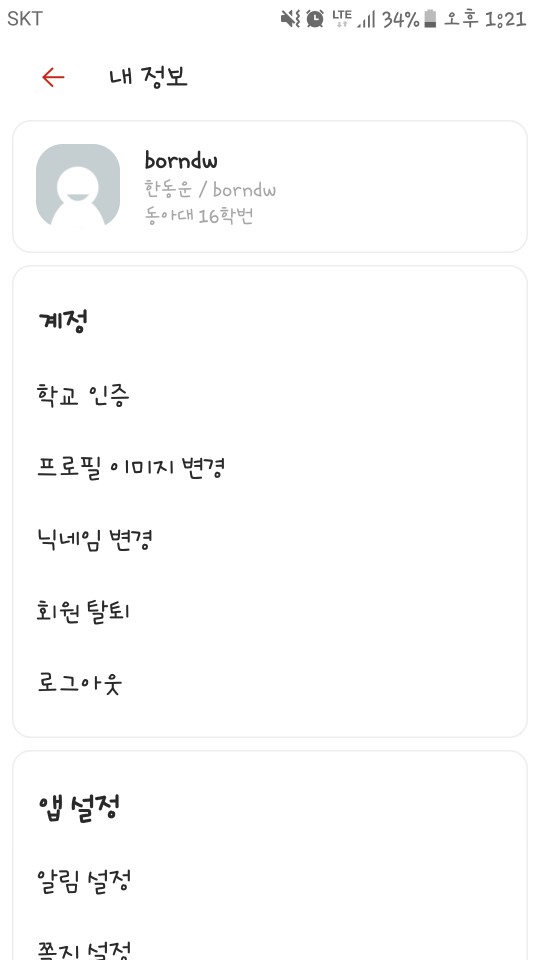 SKT LTE 34% 오후 1:21
내 정보
borndw
한동운 / borndw
동아대 16학번
계정
학교 인증
프로필 이미지 변경
닉네임 변경
회원 탈퇴
로그아웃
앱 설정
알림 설정
쪽지 설정